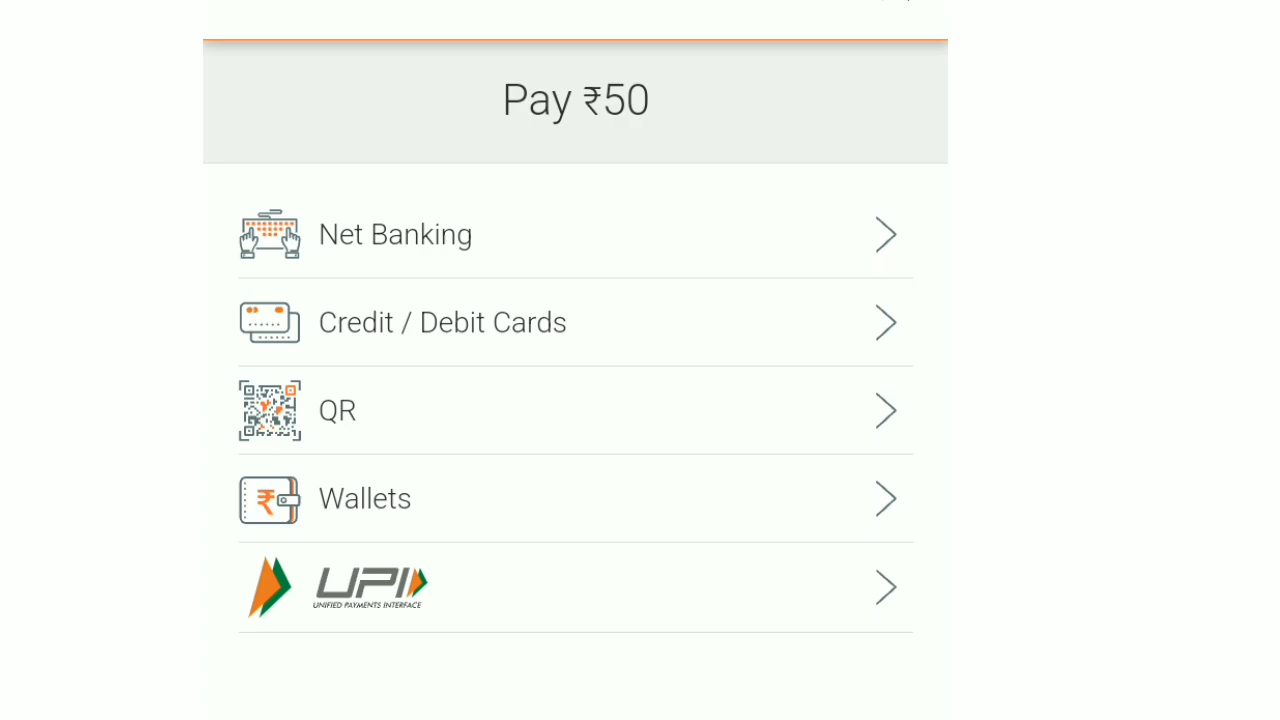 Pay ₹50
Net Banking
Credit / Debit Cards
QR
₹
Wallets
UPI
UNIFIED PAYMENTS INTERFACE